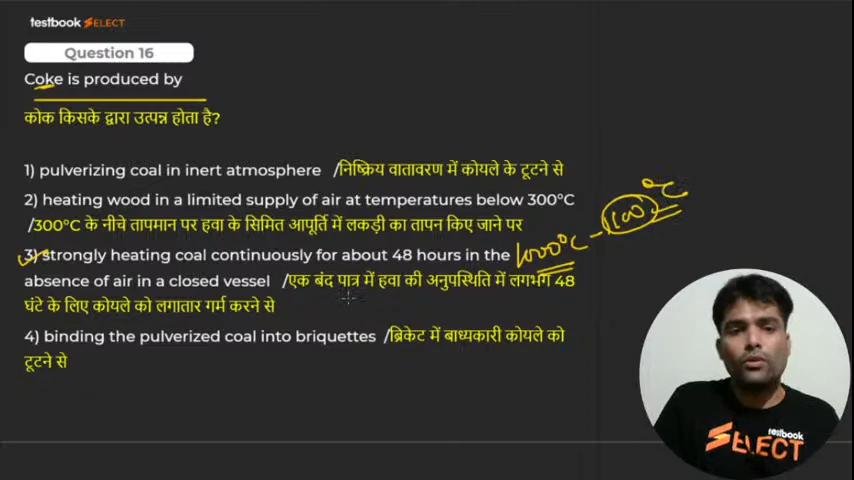 testbook SELECT
Question 16
Coke is produced by
कोक किसके द्वारा उत्पन्न होता है?
1) pulverizing coal in inert atmosphere /निष्क्रिय वातावरण में कोयले के टूटने से
2) heating wood in a limited supply of air at temperatures below 300°C
/300°C के नीचे तापमान पर हवा के सिमित आपूर्ति में लकड़ी का तापन किए जाने पर
3) strongly heating coal continuously for about 48 hours in the 1000°C - 1100°C
absence of air in a closed vessel /एक बंद पात्र में हवा की अनुपस्थिति में लगभग 48
घंटे के लिए कोयले को लगातार गर्म करने से
4) binding the pulverized coal into briquettes /ब्रिकेट में बाध्यकारी कोयले को
टूटने से
testbook
SELECT